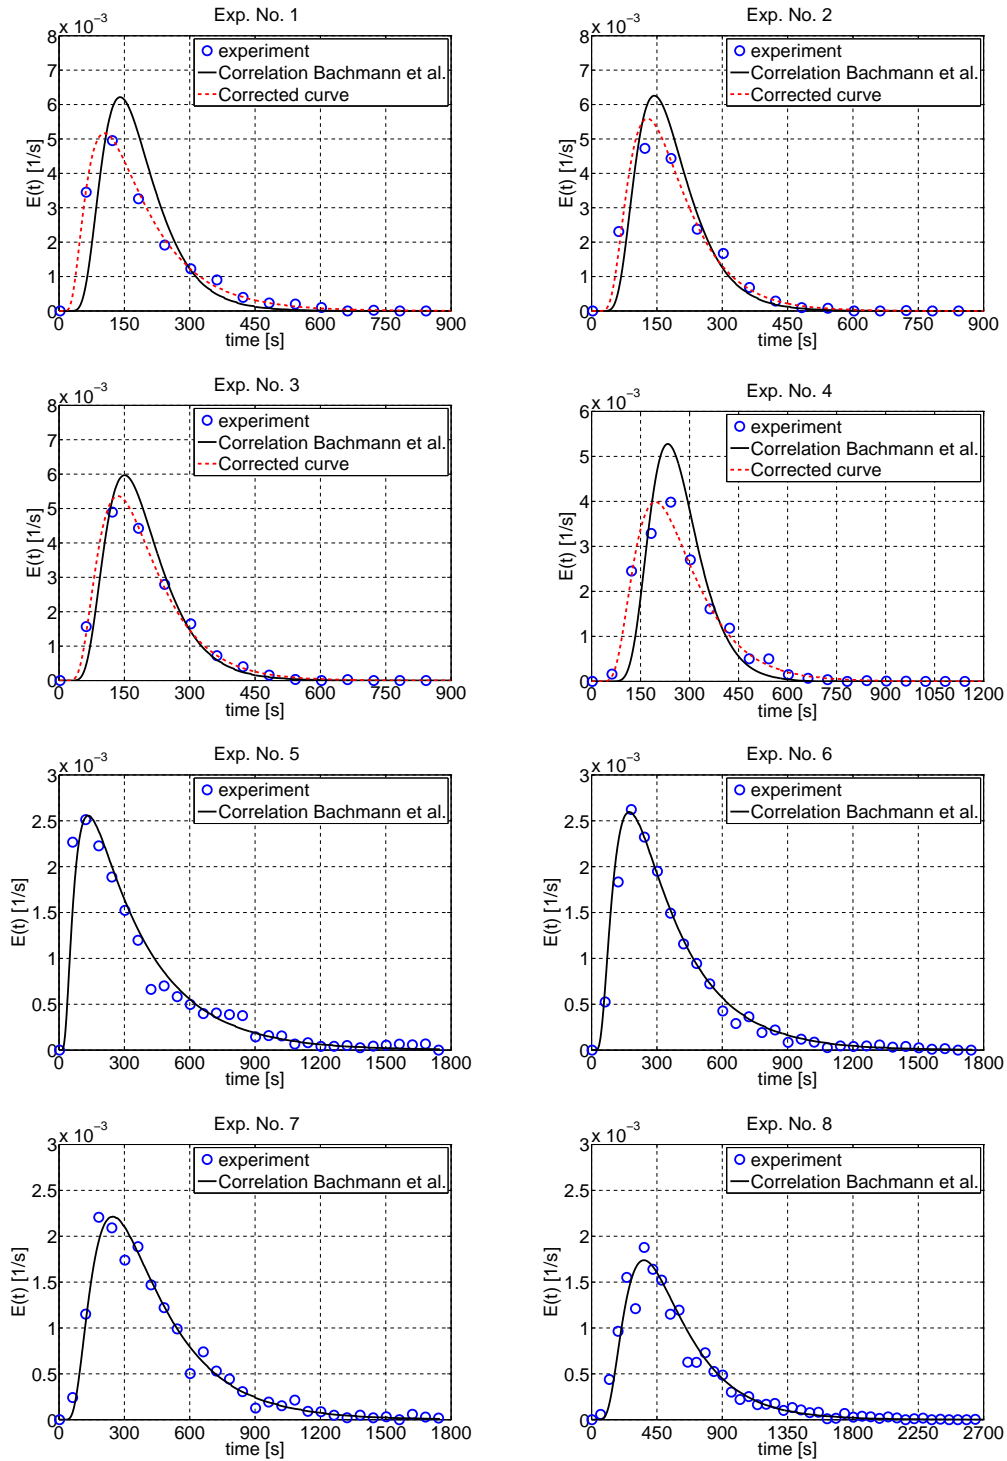 Exp. No. 1
x 10⁻³
8
7
6
5
4
3
2
1
0
E(t) [1/s]
experiment
Correlation Bachmann et al.
Corrected curve
0 150 300 450 600 750 900
time [s]
Exp. No. 2
x 10⁻³
8
7
6
5
4
3
2
1
0
E(t) [1/s]
experiment
Correlation Bachmann et al.
Corrected curve
0 150 300 450 600 750 900
time [s]
Exp. No. 3
x 10⁻³
8
7
6
5
4
3
2
1
0
E(t) [1/s]
experiment
Correlation Bachmann et al.
Corrected curve
0 150 300 450 600 750 900
time [s]
Exp. No. 4
x 10⁻³
6
5
4
3
2
1
0
E(t) [1/s]
experiment
Correlation Bachmann et al.
Corrected curve
0 150 300 450 600 750 900 1050 1200
time [s]
Exp. No. 5
x 10⁻³
3
2.5
2
1.5
1
0.5
0
E(t) [1/s]
experiment
Correlation Bachmann et al.
0 300 600 900 1200 1500 1800
time [s]
Exp. No. 6
x 10⁻³
3
2.5
2
1.5
1
0.5
0
E(t) [1/s]
experiment
Correlation Bachmann et al.
0 300 600 900 1200 1500 1800
time [s]
Exp. No. 7
x 10⁻³
3
2.5
2
1.5
1
0.5
0
E(t) [1/s]
experiment
Correlation Bachmann et al.
0 300 600 900 1200 1500 1800
time [s]
Exp. No. 8
x 10⁻³
3
2.5
2
1.5
1
0.5
0
E(t) [1/s]
experiment
Correlation Bachmann et al.
0 450 900 1350 1800 2250 2700
time [s]